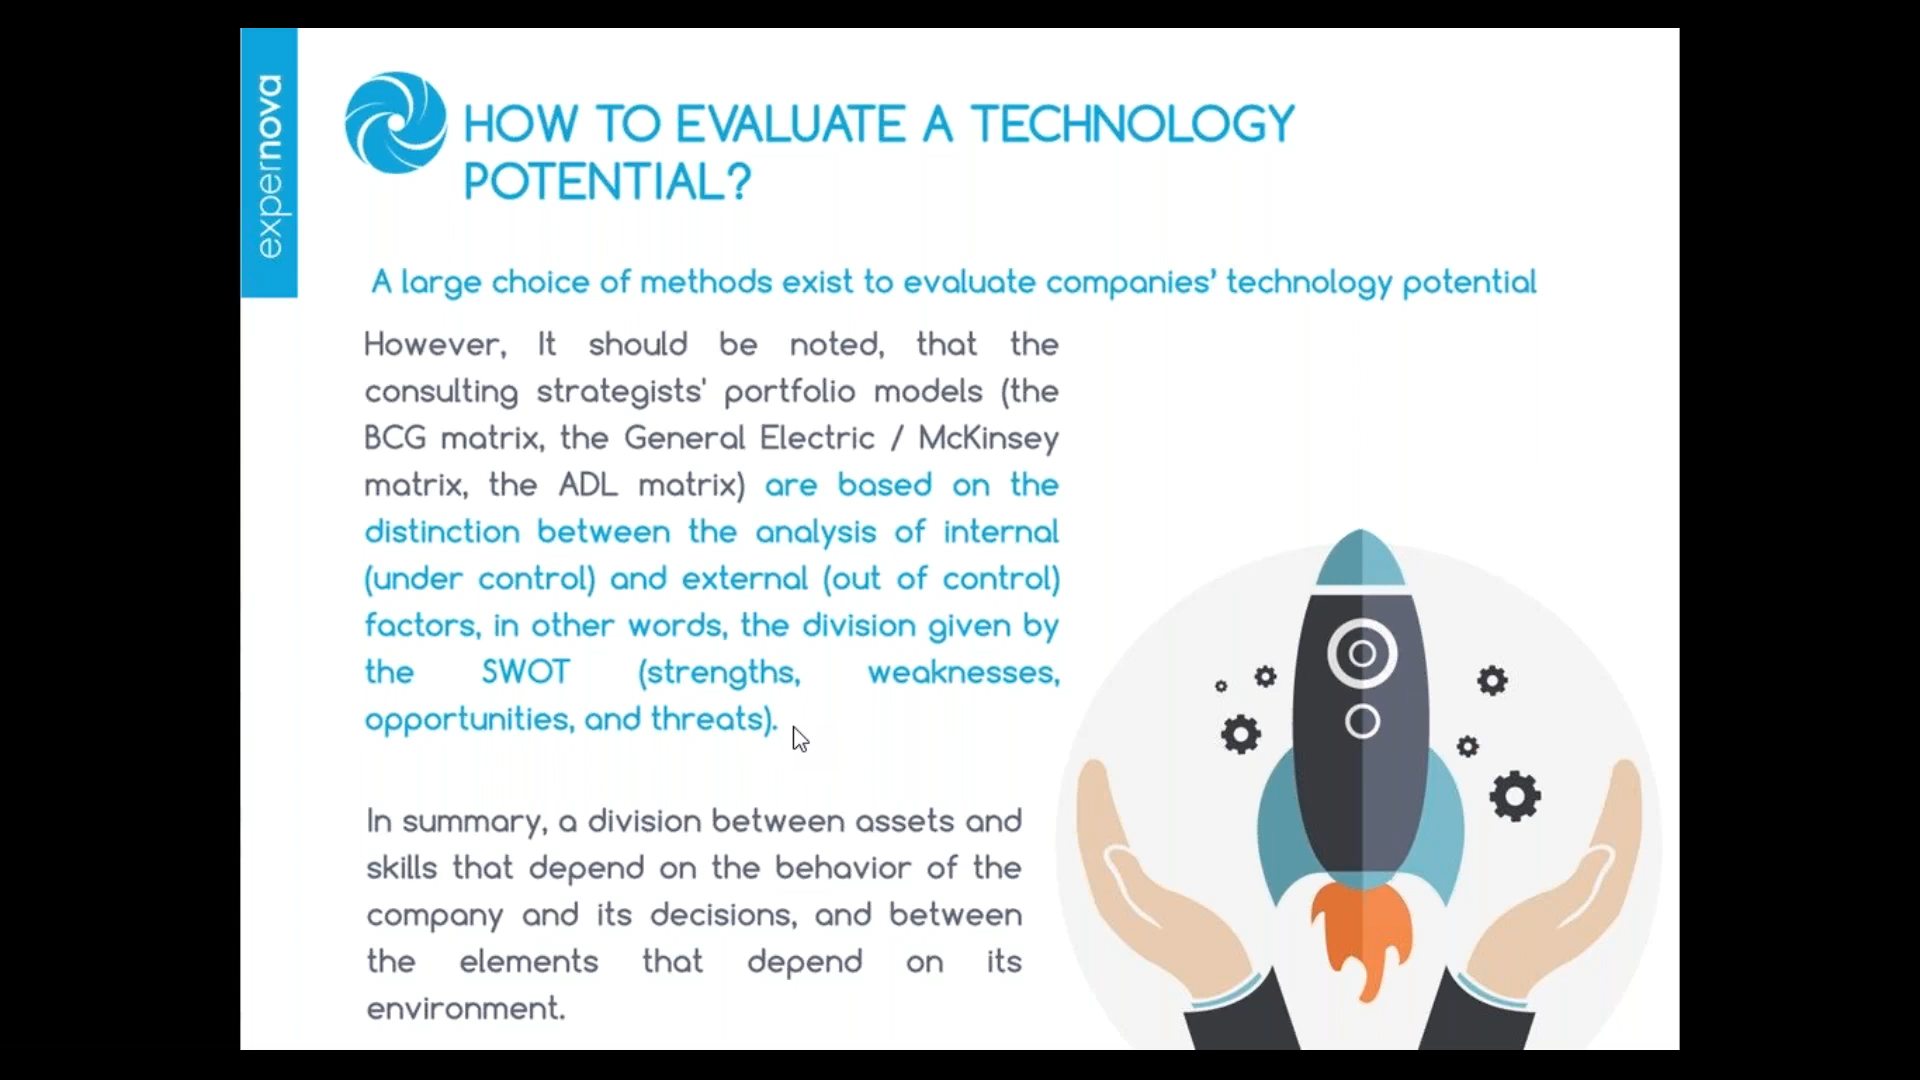 expernova
HOW TO EVALUATE A TECHNOLOGY
POTENTIAL?
A large choice of methods exist to evaluate companies’ technology potential
However, It should be noted, that the
consulting strategists' portfolio models (the
BCG matrix, the General Electric / McKinsey
matrix, the ADL matrix) are based on the
distinction between the analysis of internal
(under control) and external (out of control)
factors, in other words, the division given by
the SWOT (strengths, weaknesses,
opportunities, and threats).
In summary, a division between assets and
skills that depend on the behavior of the
company and its decisions, and between
the elements that depend on its
environment.